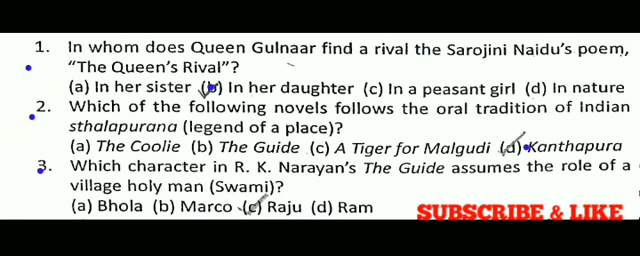 1. In whom does Queen Gulnaar find a rival the Sarojini Naidu's poem,
"The Queen's Rival"?
(a) In her sister (b) In her daughter (c) In a peasant girl (d) In nature
2. Which of the following novels follows the oral tradition of Indian
sthalapurana (legend of a place)?
(a) The Coolie (b) The Guide (c) A Tiger for Malgudi (d) Kanthapura
3. Which character in R. K. Narayan's The Guide assumes the role of a
village holy man (Swami)?
(a) Bhola (b) Marco (c) Raju (d) Ram
SUBSCRIBE & LIKE